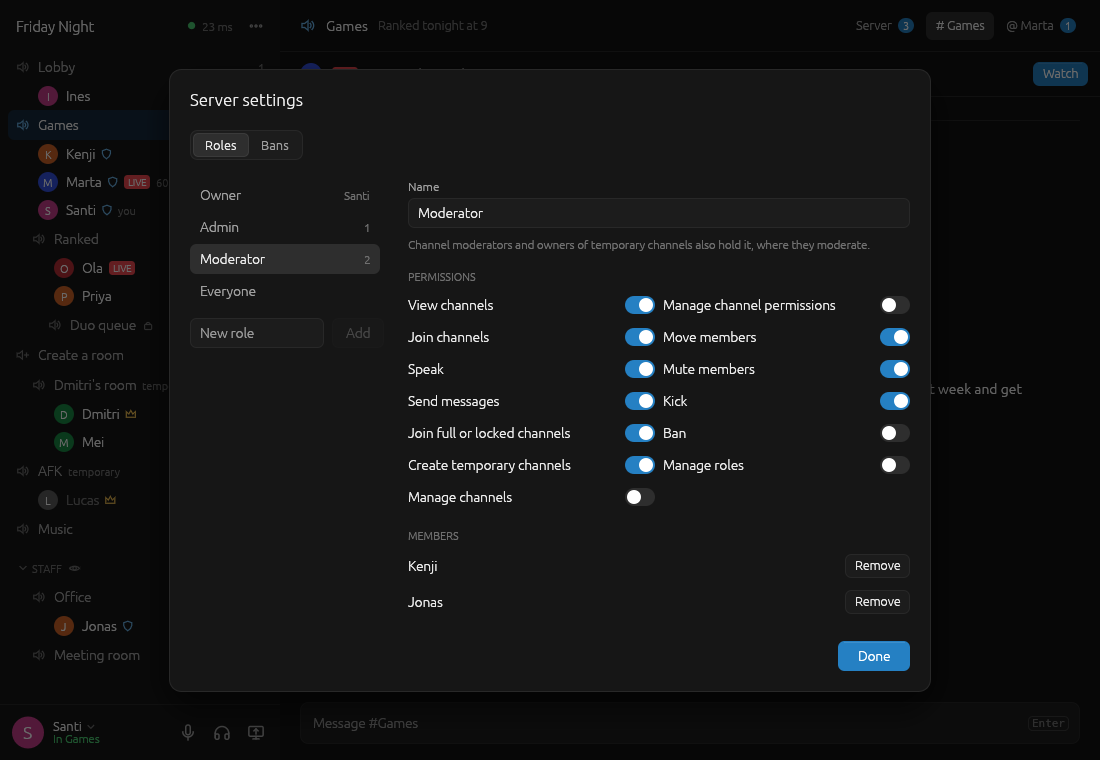 Friday Night
23 ms
Games Ranked tonight at 9
Server 3 # Games @ Marta 1
Lobby 1
Watch
I Ines
Games
K Kenji
M Marta LIVE 60
S Santi you
Ranked
O Ola LIVE
P Priya
Duo queue
Create a room
Dmitri's room temp
D Dmitri
M Mei
AFK temporary
L Lucas
Music
STAFF
Office
J Jonas
Meeting room
S Santi
In Games
Server settings
Roles Bans
Owner Santi
Admin 1
Moderator 2
Everyone
New role Add
Name
Moderator
Channel moderators and owners of temporary channels also hold it, where they moderate.
PERMISSIONS
View channels Manage channel permissions
Join channels Move members
Speak Mute members
Send messages Kick
Join full or locked channels Ban
Create temporary channels Manage roles
Manage channels
MEMBERS
Kenji Remove
Jonas Remove
Done
t week and get
Message #Games Enter